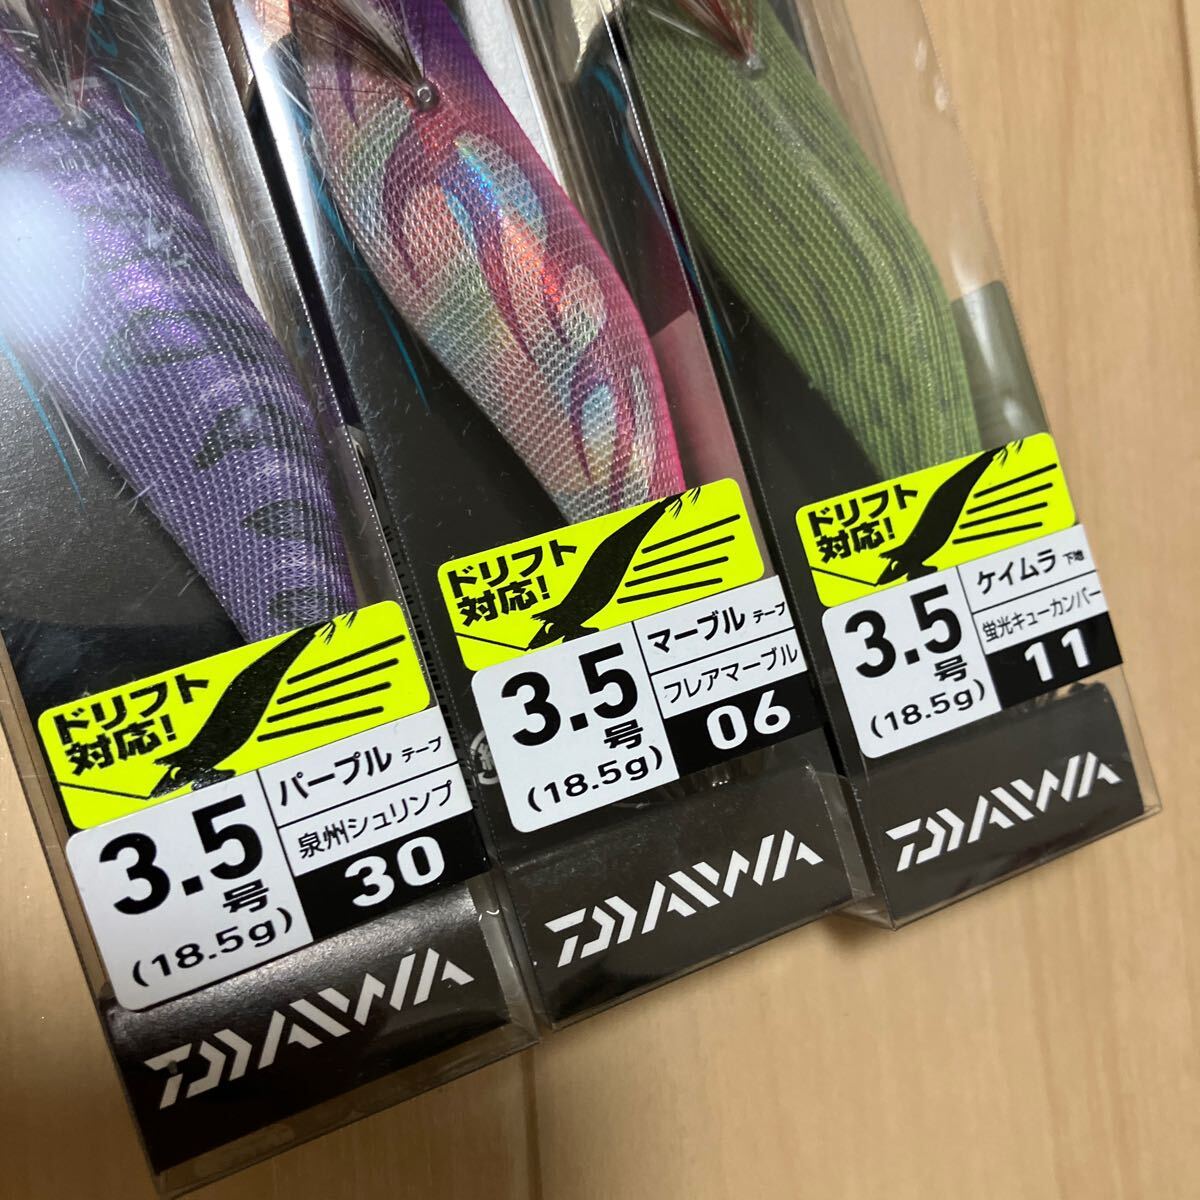 ドリフト
対応!
3.5
号
(18.5g)
パープル テープ
泉州シュリンプ
30
DAIWA
ドリフト
対応!
3.5
号
(18.5g)
マーブル テープ
フレアマーブル
06
DAIWA
ドリフト
対応!
3.5
号
(18.5g)
ケイムラ 下地
蛍光キューカンバー
11
DAIWA